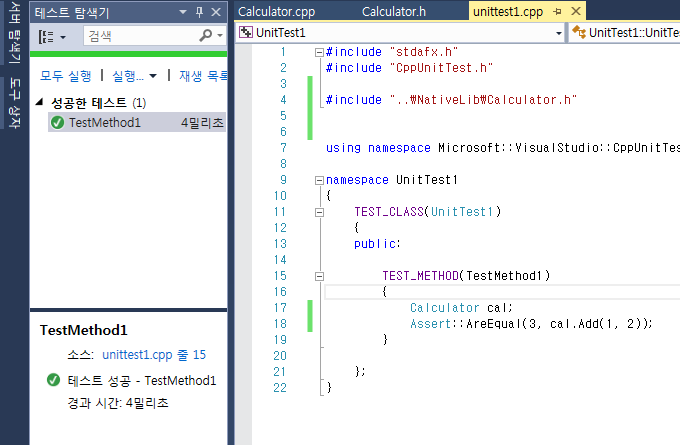 서버 탐색기
도구 상자
테스트 탐색기
검색
모두 실행 | 실행... | 재생 목록
성공한 테스트 (1)
TestMethod1 4밀리초
TestMethod1
소스: unittest1.cpp 줄 15
테스트 성공 - TestMethod1
경과 시간: 4밀리초
Calculator.cpp Calculator.h unittest1.cpp
UnitTest1 UnitTest1::UnitTe
1 #include "stdafx.h"
2 #include "CppUnitTest.h"
3
4 #include "..₩NativeLib₩Calculator.h"
5
6
7 using namespace Microsoft::VisualStudio::CppUnitTes
8
9 namespace UnitTest1
10 {
11 TEST_CLASS(UnitTest1)
12 {
13 public:
14
15 TEST_METHOD(TestMethod1)
16 {
17 Calculator cal;
18 Assert::AreEqual(3, cal.Add(1, 2));
19 }
20
21 };
22 }